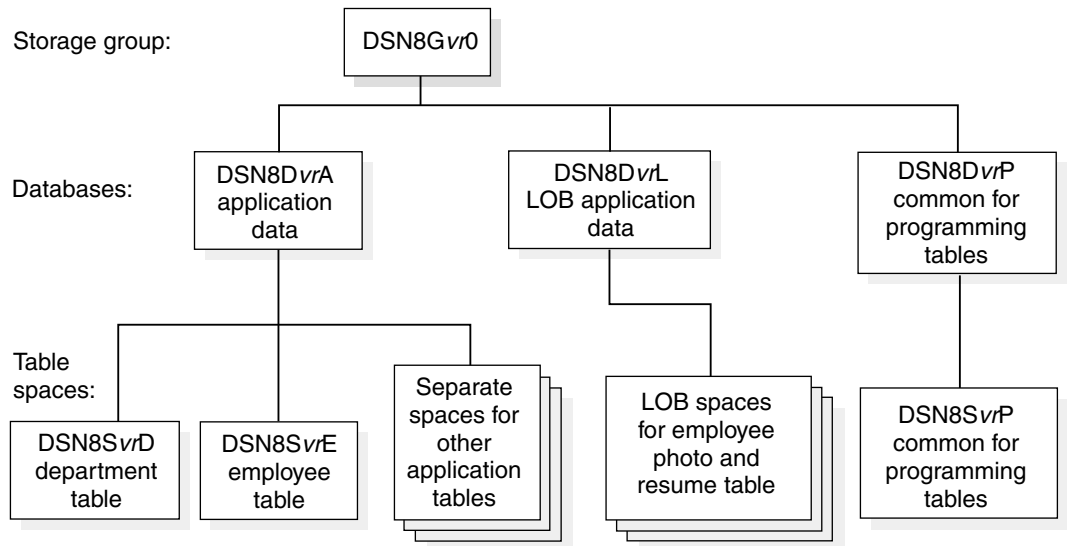 Storage group:
DSN8Gvr0
Databases:
DSN8DvrA
application
data
DSN8DvrL
LOB application
data
DSN8DvrP
common for
programming
tables
Table
spaces:
DSN8SvrD
department
table
DSN8SvrE
employee
table
Separate
spaces for
other
application
tables
LOB spaces
for employee
photo and
resume table
DSN8SvrP
common for
programming
tables